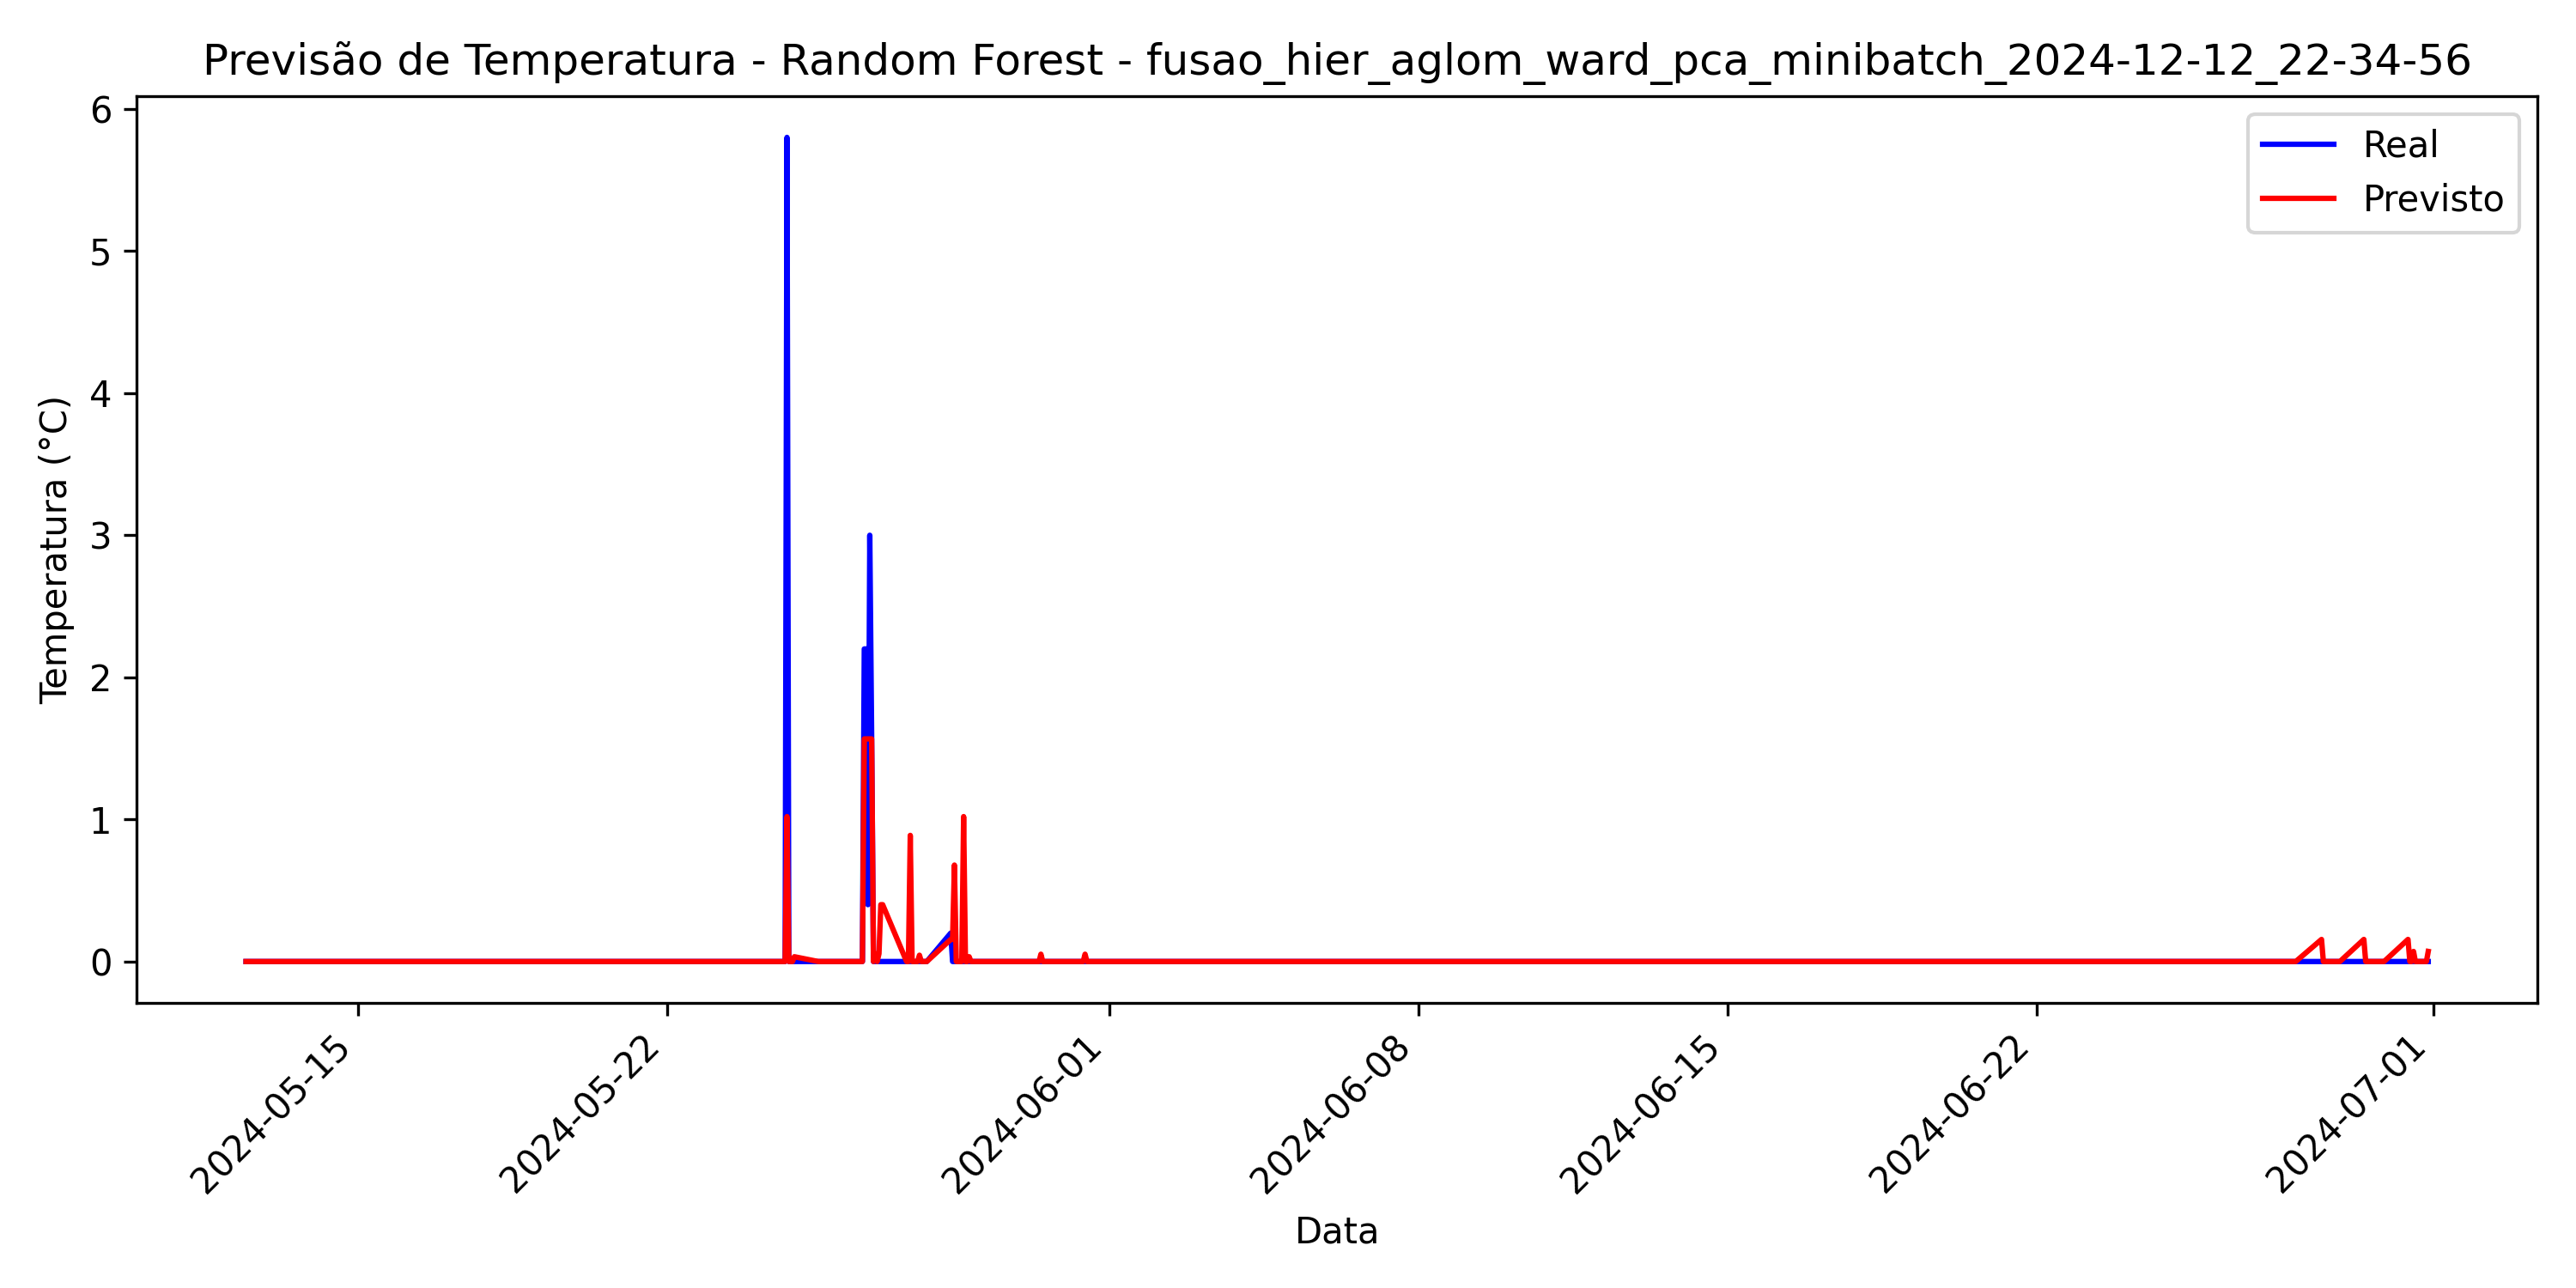 Previsão de Temperatura - Random Forest - fusao_hier_aglom_ward_pca_minibatch_2024-12-12_22-34-56
Real
Previsto
6
5
4
3
2
1
0
Temperatura (°C)
2024-05-15
2024-05-22
2024-06-01
2024-06-08
2024-06-15
2024-06-22
2024-07-01
Data